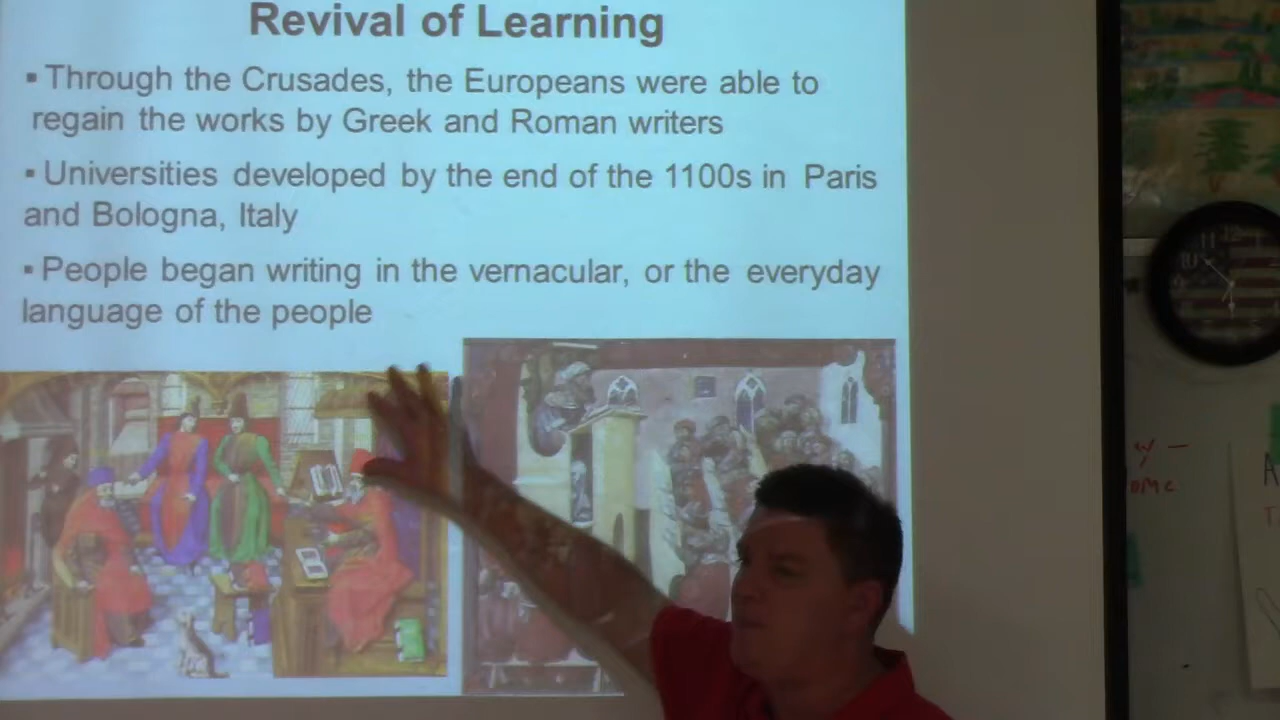 Revival of Learning
▪ Through the Crusades, the Europeans were able to
regain the works by Greek and Roman writers
▪ Universities developed by the end of the 1100s in Paris
and Bologna, Italy
▪ People began writing in the vernacular, or the everyday
language of the people